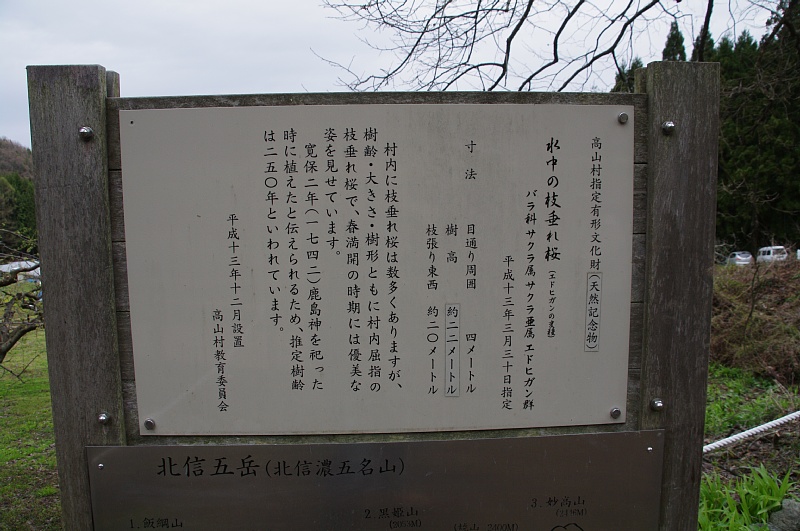 高山村指定有形文化財(天然記念物)
水中の枝垂れ桜(エドヒガンの変種)
バラ科サクラ属サクラ亜属エドヒガン群
平成十三年三月三十日指定
寸法 目通り周囲 四メートル
樹高 約二二メートル
枝張り東西 約二〇メートル
村内に枝垂れ桜は数多くありますが、
樹齢・大きさ・樹形ともに村内屈指の
枝垂れ桜で、春満開の時期には優美な
姿を見せています。
寛保二年(一七四二)鹿島神を祀った
時に植えたと伝えられるため、推定樹齢
は二五〇年といわれています。
平成十三年十二月設置
高山村教育委員会
北信五岳(北信濃五名山)
1.飯綱山
2.黒姫山
(2053M)
3.妙高山